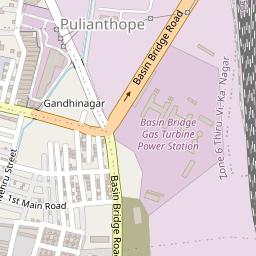 Pulianthope
Basin Bridge Road
Gandhinagar
Basin Bridge
Gas Turbine
Power Station
Zone 6 Thiru. Vi-Ka. Nagar
Nehru Street
1st Main Road
Basin Bridge Road